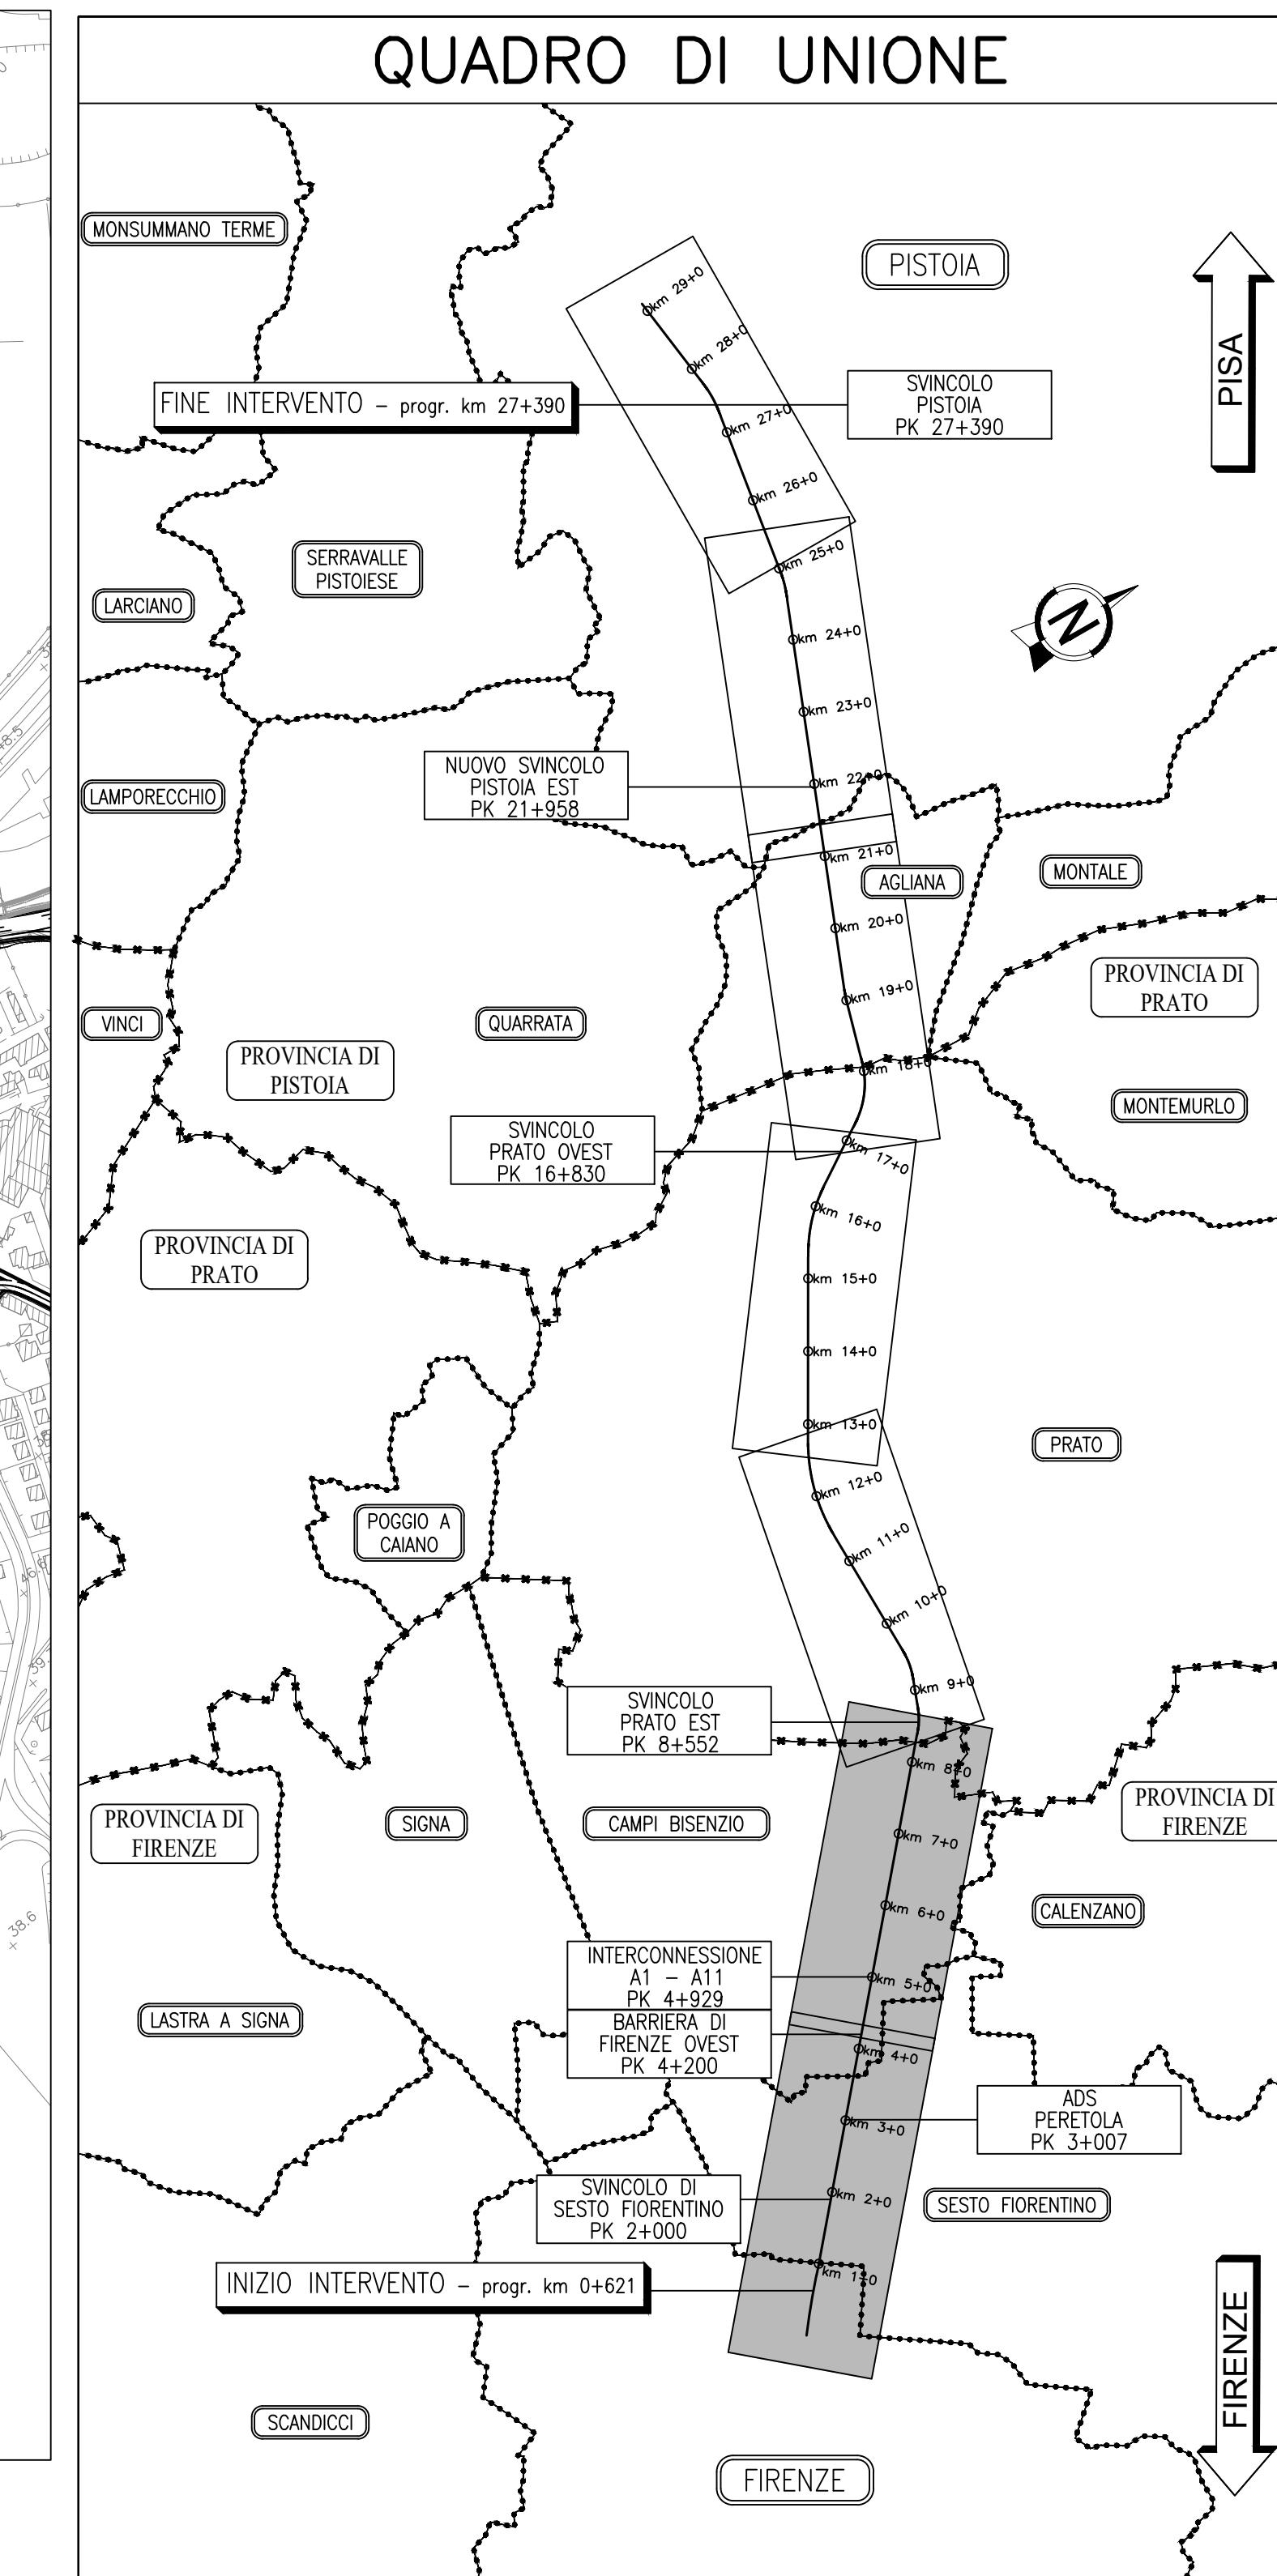 QUADRO DI UNIONE
MONSUMMANO TERME
PISTOIA
PISA
km 29+0
km 28+0
FINE INTERVENTO – progr. km 27+390
SVINCOLO
PISTOIA
PK 27+390
km 27+0
km 26+0
SERRAVALLE
PISTOIESE
LARCIANO
km 25+0
N
km 24+0
km 23+0
NUOVO SVINCOLO
PISTOIA EST
PK 21+958
km 22+0
LAMPORECCHIO
km 21+0
AGLIANA
MONTALE
km 20+0
PROVINCIA DI
PRATO
km 19+0
VINCI
QUARRATA
PROVINCIA DI
PISTOIA
km 18+0
MONTEMURLO
SVINCOLO
PRATO OVEST
PK 16+830
km 17+0
km 16+0
PROVINCIA DI
PRATO
km 15+0
km 14+0
km 13+0
PRATO
km 12+0
POGGIO A
CAIANO
km 11+0
46.6
km 10+0
39.
km 9+0
SVINCOLO
PRATO EST
PK 8+552
km 8+0
PROVINCIA DI
FIRENZE
SIGNA
CAMPI BISENZIO
km 7+0
PROVINCIA DI
FIRENZE
km 6+0
CALENZANO
38.6
INTERCONNESSIONE
A1 – A11
PK 4+929
km 5+0
LASTRA A SIGNA
BARRIERA DI
FIRENZE OVEST
PK 4+200
km 4+0
ADS
PERETOLA
PK 3+007
km 3+0
SVINCOLO DI
SESTO FIORENTINO
PK 2+000
km 2+0
SESTO FIORENTINO
km 1+0
INIZIO INTERVENTO – progr. km 0+621
FIRENZE
SCANDICCI
FIRENZE